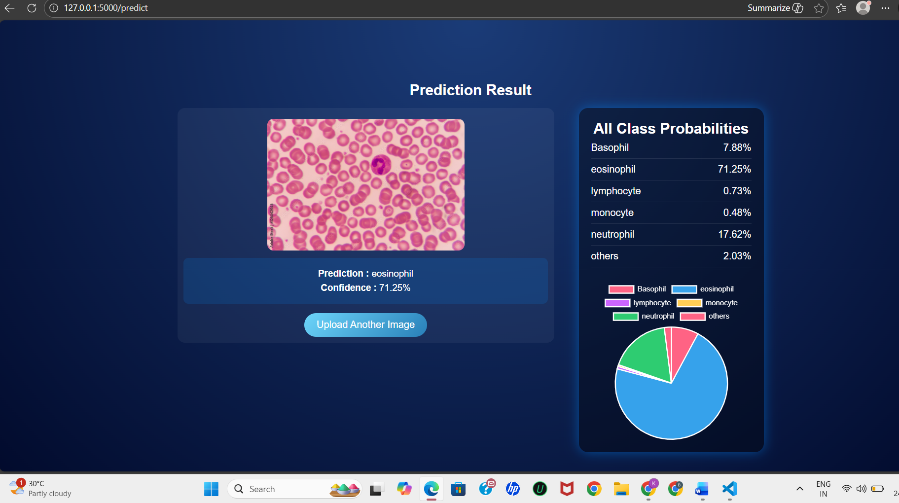 127.0.0.1:5000/predict
Summarize
Prediction Result
Prediction : eosinophil
Confidence : 71.25%
Upload Another Image
All Class Probabilities
Basophil 7.88%
eosinophil 71.25%
lymphocyte 0.73%
monocyte 0.48%
neutrophil 17.62%
others 2.03%
Basophil eosinophil
lymphocyte monocyte
neutrophil others
1
30°C
Partly cloudy
Search
ENG
IN